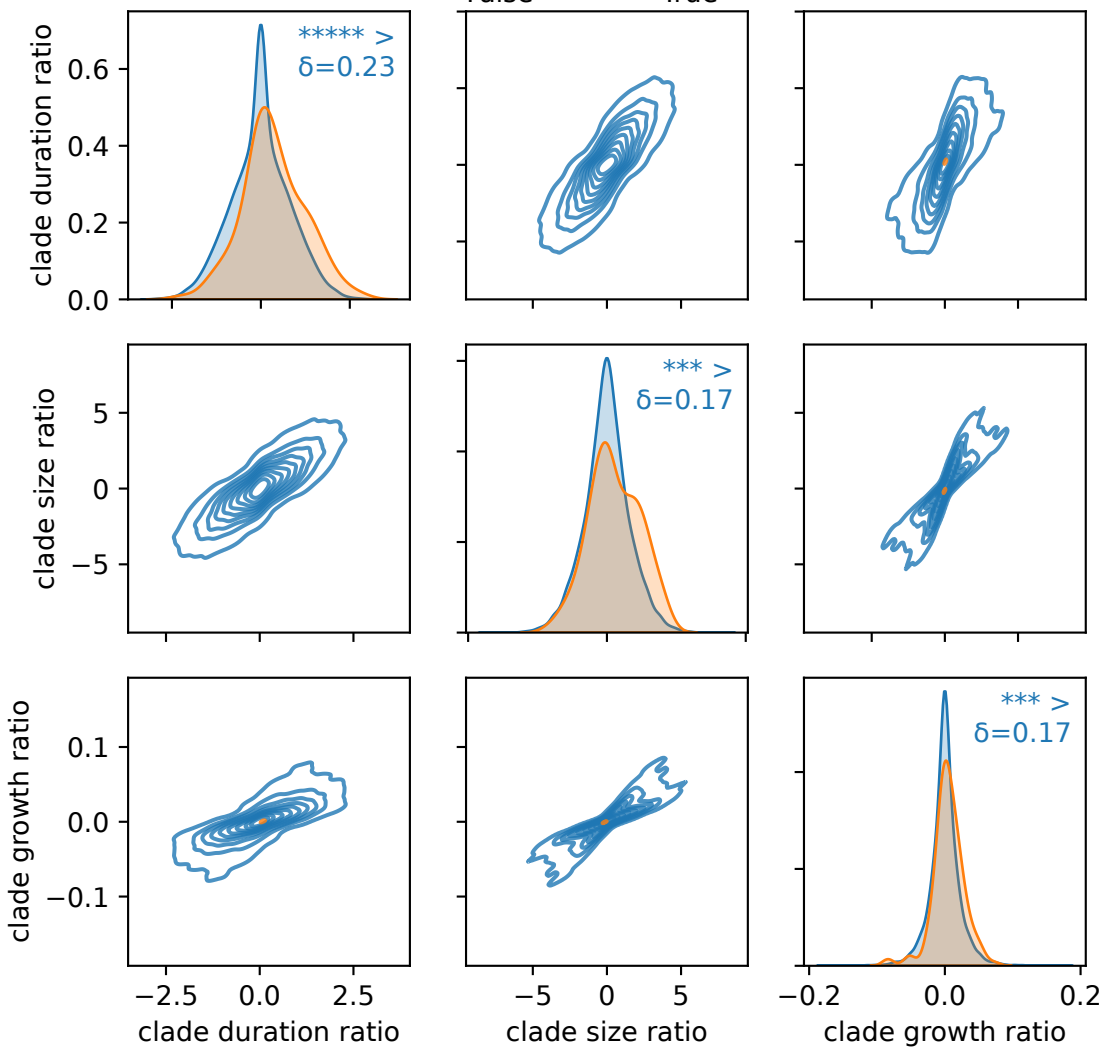 True
clade duration ratio
0.6
0.4
0.2
0.0
***** >
δ=0.23
clade size ratio
5
0
−5
*** >
δ=0.17
clade growth ratio
0.1
0.0
−0.1
*** >
δ=0.17
−2.5 0.0 2.5
−5 0 5
−0.2 0.0 0.2
clade duration ratio
clade size ratio
clade growth ratio